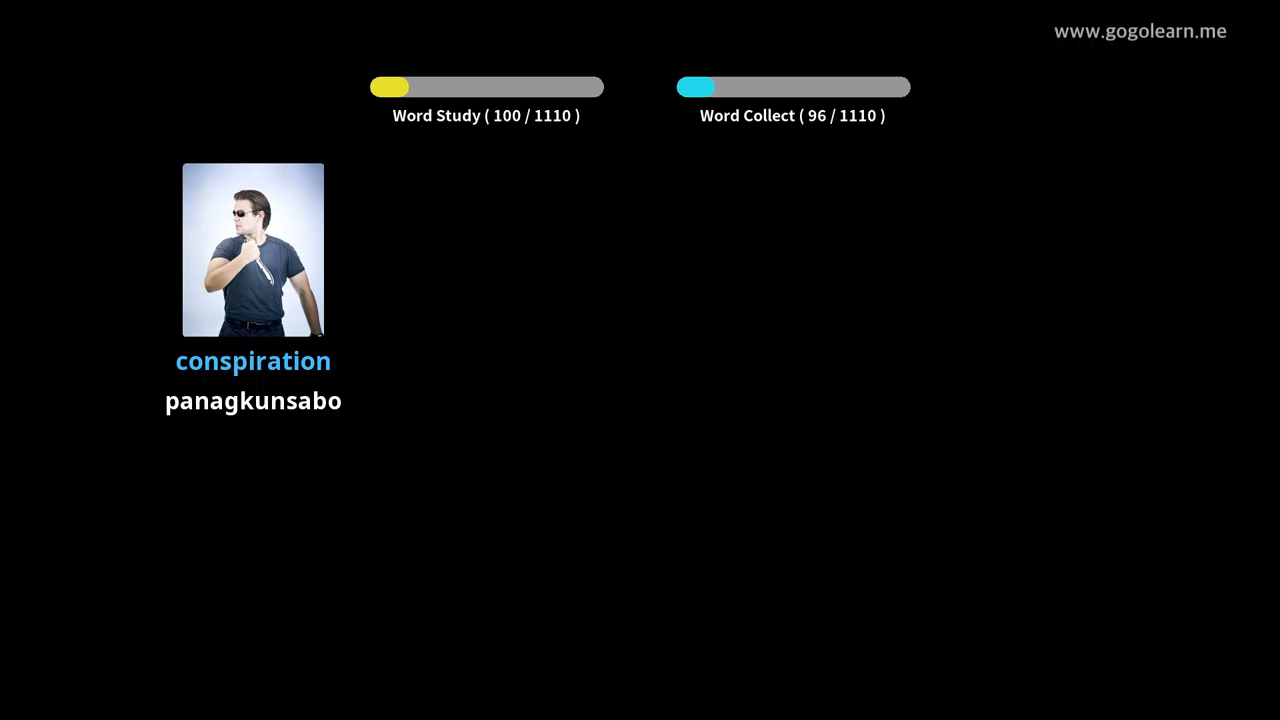 www.gogolearn.me
Word Study ( 100 / 1110 )
Word Collect ( 96 / 1110 )
conspiration
panagkunsabo